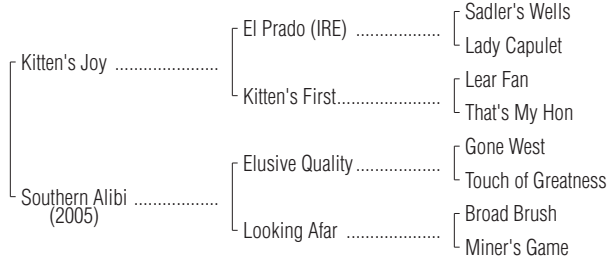 Sadler's Wells
El Prado (IRE) ..................
Lady Capulet
Kitten's Joy ......................
Lear Fan
Kitten's First......................
That's My Hon
Gone West
Elusive Quality ..................
Touch of Greatness
Southern Alibi ..................
(2005)
Broad Brush
Looking Afar ....................
Miner's Game